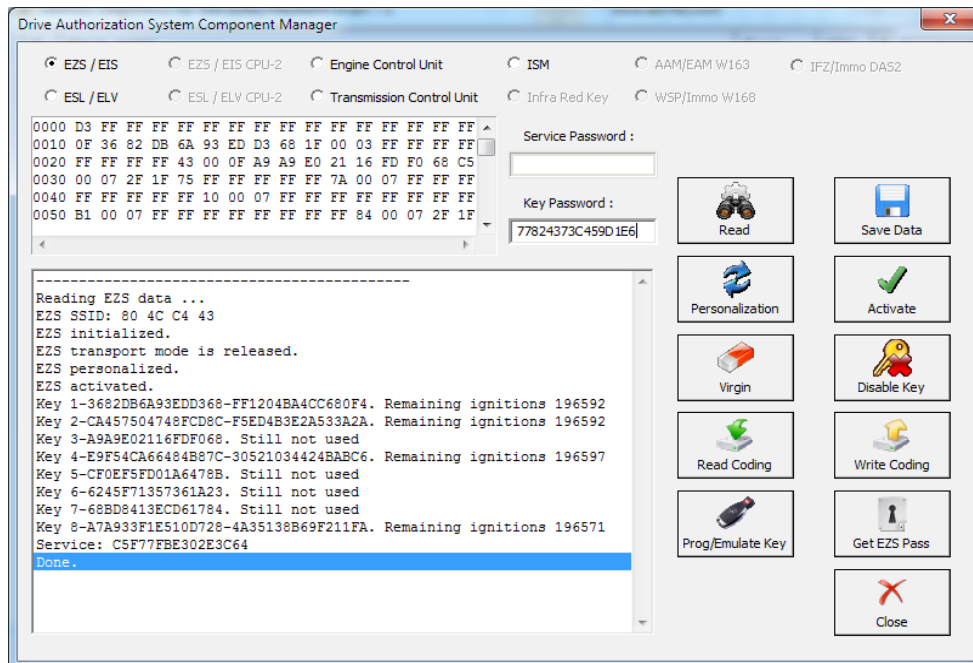 Drive Authorization System Component Manager
EZS / EIS
EZS / EIS CPU-2
Engine Control Unit
ISM
AAM/EAM W163
IFZ/Immo DAS2
ESL / ELV
ESL / ELV CPU-2
Transmission Control Unit
Infra Red Key
WSP/Immo W168
0000 D3 FF FF FF FF FF FF FF FF FF FF FF FF FF FF FF
0010 0F 36 82 DB 6A 93 ED D3 68 1F 00 03 FF FF FF FF
0020 FF FF FF FF 43 00 0F A9 A9 E0 21 16 FD F0 68 C5
0030 00 07 2F 1F 75 FF FF FF FF FF 7A 00 07 FF FF FF
0040 FF FF FF FF FF FF 10 00 07 FF FF FF FF FF FF FF
0050 B1 00 07 FF FF FF FF FF FF FF FF 84 00 07 2F 1F
Service Password :
Key Password :
77824373C459D1E6
Read
Save Data
Personalization
Activate
Virgin
Disable Key
Read Coding
Write Coding
Prog/Emulate Key
Get EZS Pass
Close
--------------------------------------------
Reading EZS data ...
EZS SSID: 80 4C C4 43
EZS initialized.
EZS transport mode is released.
EZS personalized.
EZS activated.
Key 1-3682DB6A93EDD368-FF1204BA4CC680F4. Remaining ignitions 196592
Key 2-CA457504748FCD8C-F5ED4B3E2A533A2A. Remaining ignitions 196592
Key 3-A9A9E02116FDF068. Still not used
Key 4-E9F54CA66484B87C-30521034424BABC6. Remaining ignitions 196597
Key 5-CF0EF5FD01A6478B. Still not used
Key 6-6245F71357361A23. Still not used
Key 7-68BD8413ECD61784. Still not used
Key 8-A7A933F1E510D728-4A35138B69F211FA. Remaining ignitions 196571
Service: C5F77FBE302E3C64
Done.